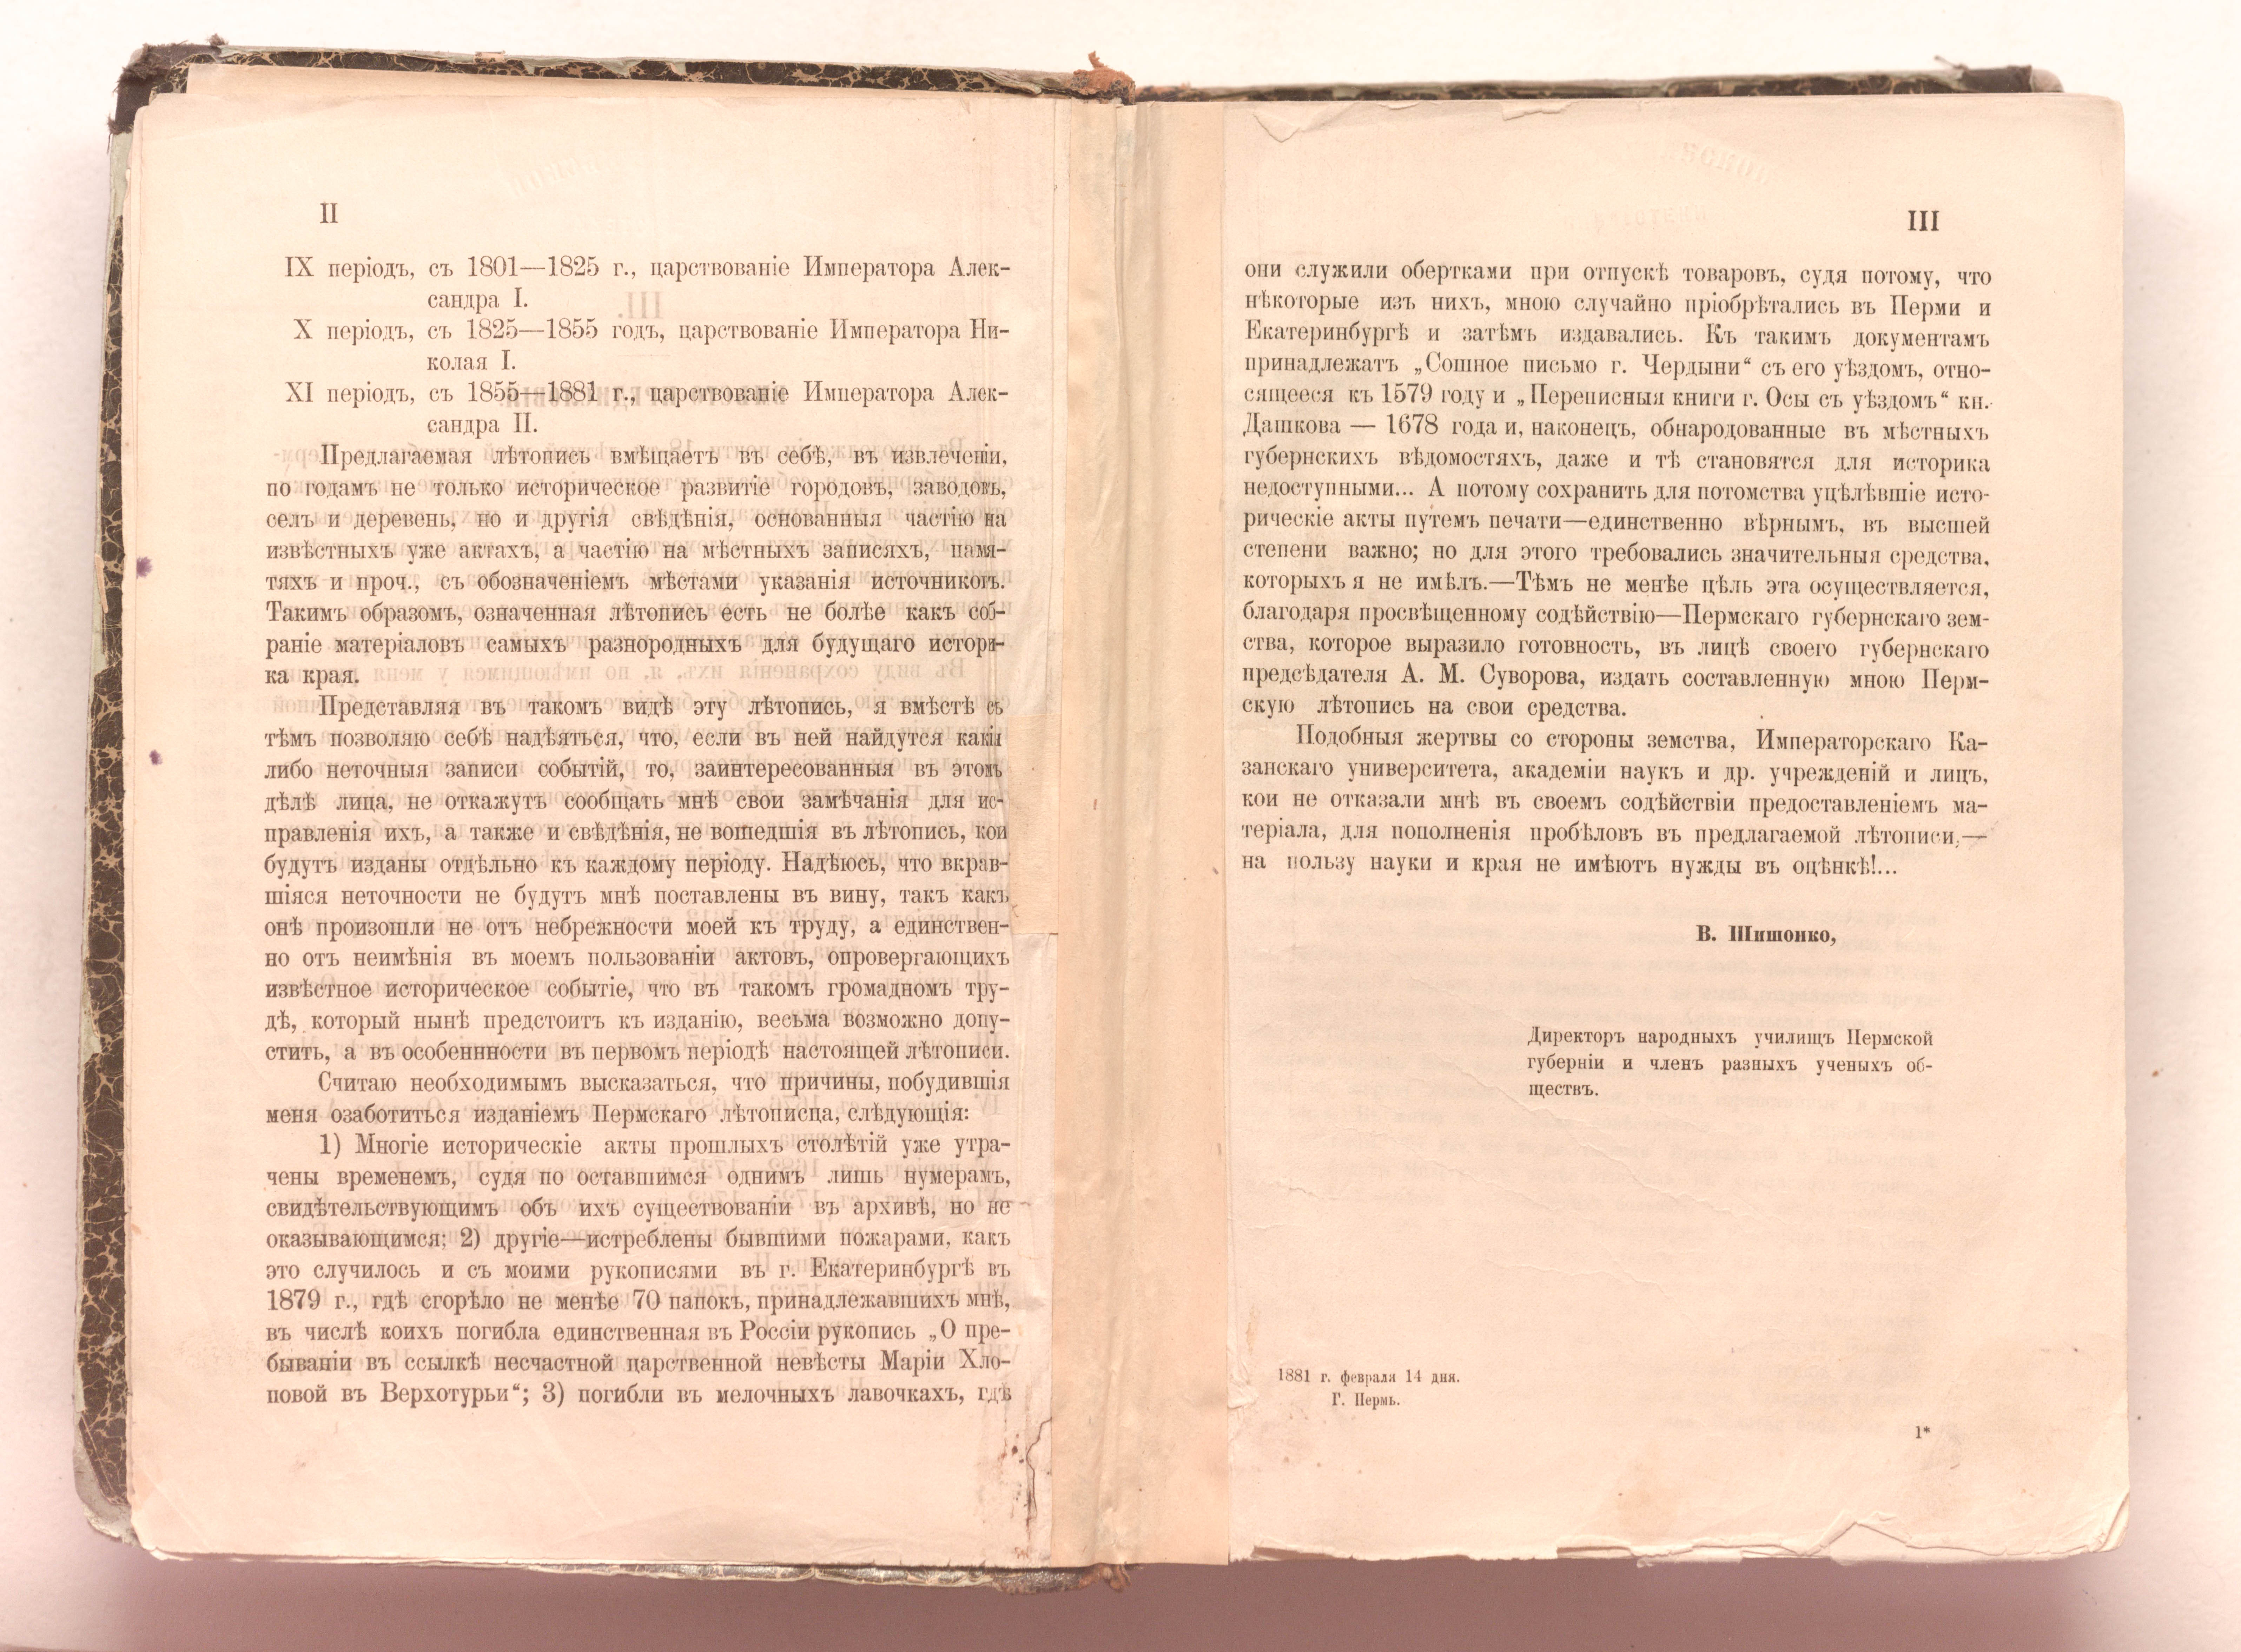 II
IX періодъ, съ 1801—1825 г., царствованіе Императора Алек-
сандра I.
X періодъ, съ 1825—1855 годъ, царствованіе Императора Ни-
колая I.
XI періодъ, съ 1855—1881 г., царствованіе Императора Алек-
сандра II.
Предлагаемая лѣтопись вмѣщаетъ въ себѣ, въ извлеченіи,
по годамъ не только историческое развитіе городовъ, заводовъ,
селъ и деревень, но и другія свѣдѣнія, основанныя частію на
извѣстныхъ уже актахъ, а частію на мѣстныхъ записяхъ, памя-
тяхъ и проч., съ обозначеніемъ мѣстами указанія источниковъ.
Такимъ образомъ, означенная лѣтопись есть не болѣе какъ соб-
раніе матеріаловъ самыхъ разнородныхъ для будущаго истори-
ка края.
Представляя въ такомъ видѣ эту лѣтопись, я вмѣстѣ съ
тѣмъ позволяю себѣ надѣяться, что, если въ ней найдутся какія
либо неточныя записи событій, то, заинтересованныя въ этомъ
дѣлѣ лица, не откажутъ сообщать мнѣ свои замѣчанія для ис-
правленія ихъ, а также и свѣдѣнія, не вошедшія въ лѣтопись, кои
будутъ изданы отдѣльно къ каждому періоду. Надѣюсь, что вкрав-
шіяся неточности не будутъ мнѣ поставлены въ вину, такъ какъ
онѣ произошли не отъ небрежности моей къ труду, а единствен-
но отъ неимѣнія въ моемъ пользованіи актовъ, опровергающихъ
извѣстное историческое событіе, что въ такомъ громадномъ тру-
дѣ, который нынѣ предстоитъ къ изданію, весьма возможно допу-
стить, а въ особеннности въ первомъ періодѣ настоящей лѣтописи.
Считаю необходимымъ высказаться, что причины, побудившія
меня озаботиться изданіемъ Пермскаго лѣтописца, слѣдующія:
1) Многіе историческіе акты прошлыхъ столѣтій уже утра-
чены временемъ, судя по оставшимся однимъ лишь нумерамъ,
свидѣтельствующимъ объ ихъ существованіи въ архивѣ, но не
оказывающимся; 2) другіе—истреблены бывшими пожарами, какъ
это случилось и съ моими рукописями въ г. Екатеринбургѣ въ
1879 г., гдѣ сгорѣло не менѣе 70 папокъ, принадлежавшихъ мнѣ,
въ числѣ коихъ погибла единственная въ Россіи рукопись „О пре-
бываніи въ ссылкѣ несчастной царственной невѣсты Маріи Хло-
повой въ Верхотурьи“; 3) погибли въ мелочныхъ лавочкахъ, гдѣ
III
они служили обертками при отпускѣ товаровъ, судя потому, что
нѣкоторые изъ нихъ, мною случайно пріобрѣтались въ Перми и
Екатеринбургѣ и затѣмъ издавались. Къ такимъ документамъ
принадлежатъ „Сошное письмо г. Чердыни“ съ его уѣздомъ, отно-
сящееся къ 1579 году и „Переписныя книги г. Осы съ уѣздомъ“ кн.
Дашкова — 1678 года и, наконецъ, обнародованные въ мѣстныхъ
губернскихъ вѣдомостяхъ, даже и тѣ становятся для историка
недоступными... А потому сохранить для потомства уцѣлѣвшіе исто-
рическіе акты путемъ печати—единственно вѣрнымъ, въ высшей
степени важно; но для этого требовались значительныя средства,
которыхъ я не имѣлъ.—Тѣмъ не менѣе цѣль эта осуществляется,
благодаря просвѣщенному содѣйствію—Пермскаго губернскаго зем-
ства, которое выразило готовность, въ лицѣ своего губернскаго
предсѣдателя А. М. Суворова, издать составленную мною Перм-
скую лѣтопись на свои средства.
Подобныя жертвы со стороны земства, Императорскаго Ка-
занскаго университета, академіи наукъ и др. учрежденій и лицъ,
кои не отказали мнѣ въ своемъ содѣйствіи предоставленіемъ ма-
теріала, для пополненія пробѣловъ въ предлагаемой лѣтописи,—
на пользу науки и края не имѣютъ нужды въ оцѣнкѣ!...
В. Шишонко,
Директоръ народныхъ училищъ Пермской
губерніи и членъ разныхъ ученыхъ об-
ществъ.
1881 г. февраля 14 дня.
Г. Пермь.
1*